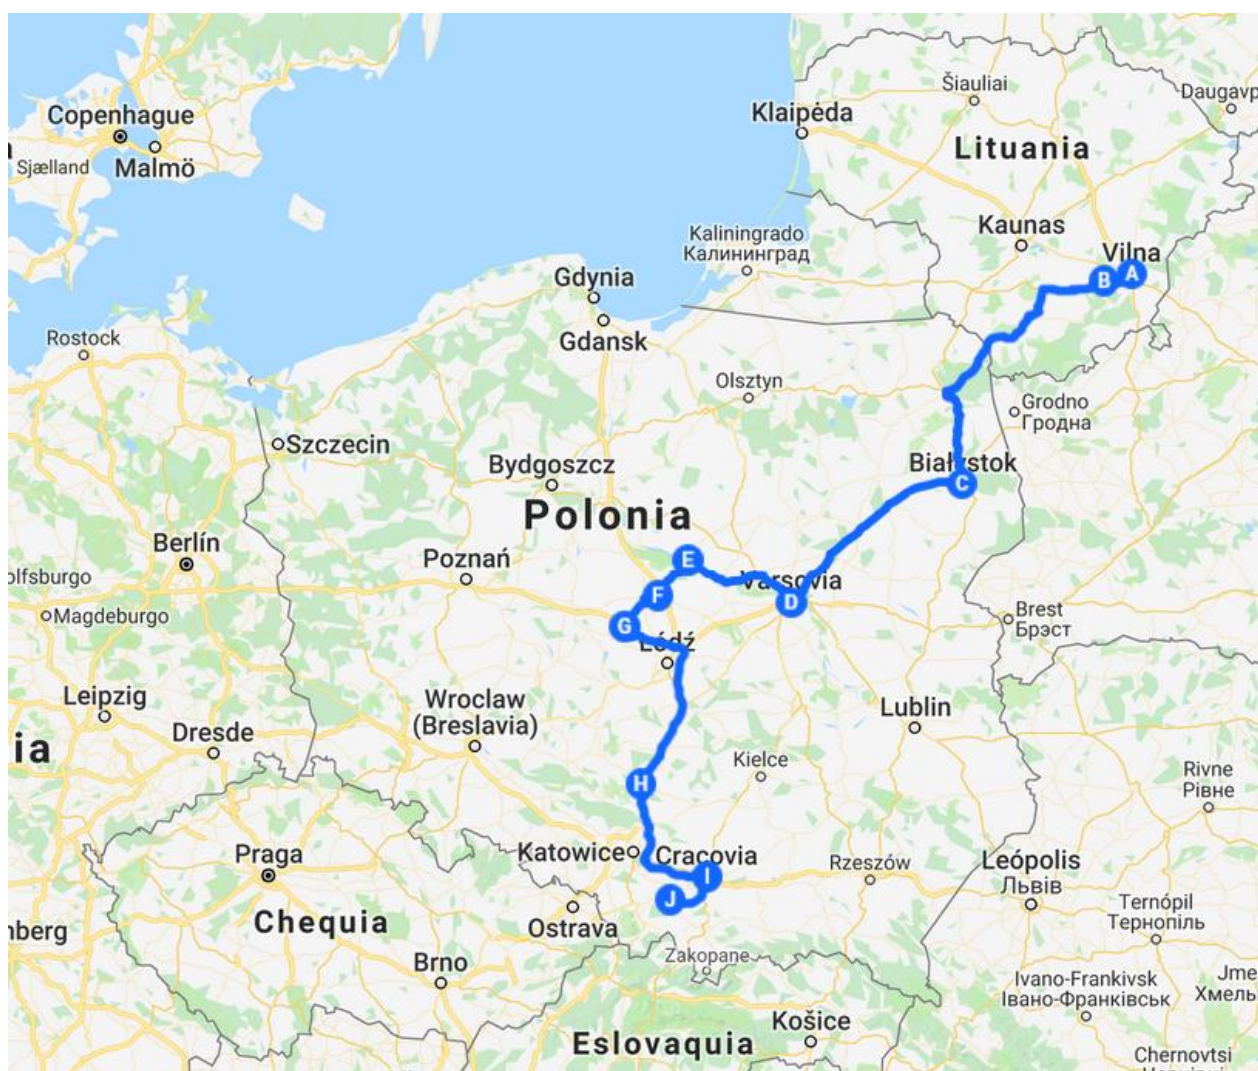 Šiauliai
Daugavp
Klaipėda
Copenhague
Malmö
Sjælland
Lituania
Kaunas
Vilna
B
A
Kaliningrado
Калининград
Gdynia
Gdansk
Rostock
Olsztyn
Grodno
Гродна
Szczecin
Bydgoszcz
Białystok
C
Polonia
Berlín
Poznań
E
Varsovia
olfsburgo
F
D
Magdeburgo
Brest
Брэст
G
Łódź
Leipzig
Wroclaw
(Breslavia)
Lublin
Dresde
ia
Kielce
H
Rivne
Рівне
Praga
Katowice
Cracovia
I
Rzeszów
Leópolis
Львів
J
Chequia
Ostrava
Ternópil
Тернопіль
nberg
Brno
Zakopane
Ivano-Frankivsk
Івано-Франківськ
Jme
Хмель
Košice
Eslovaquia
Chernovtsi